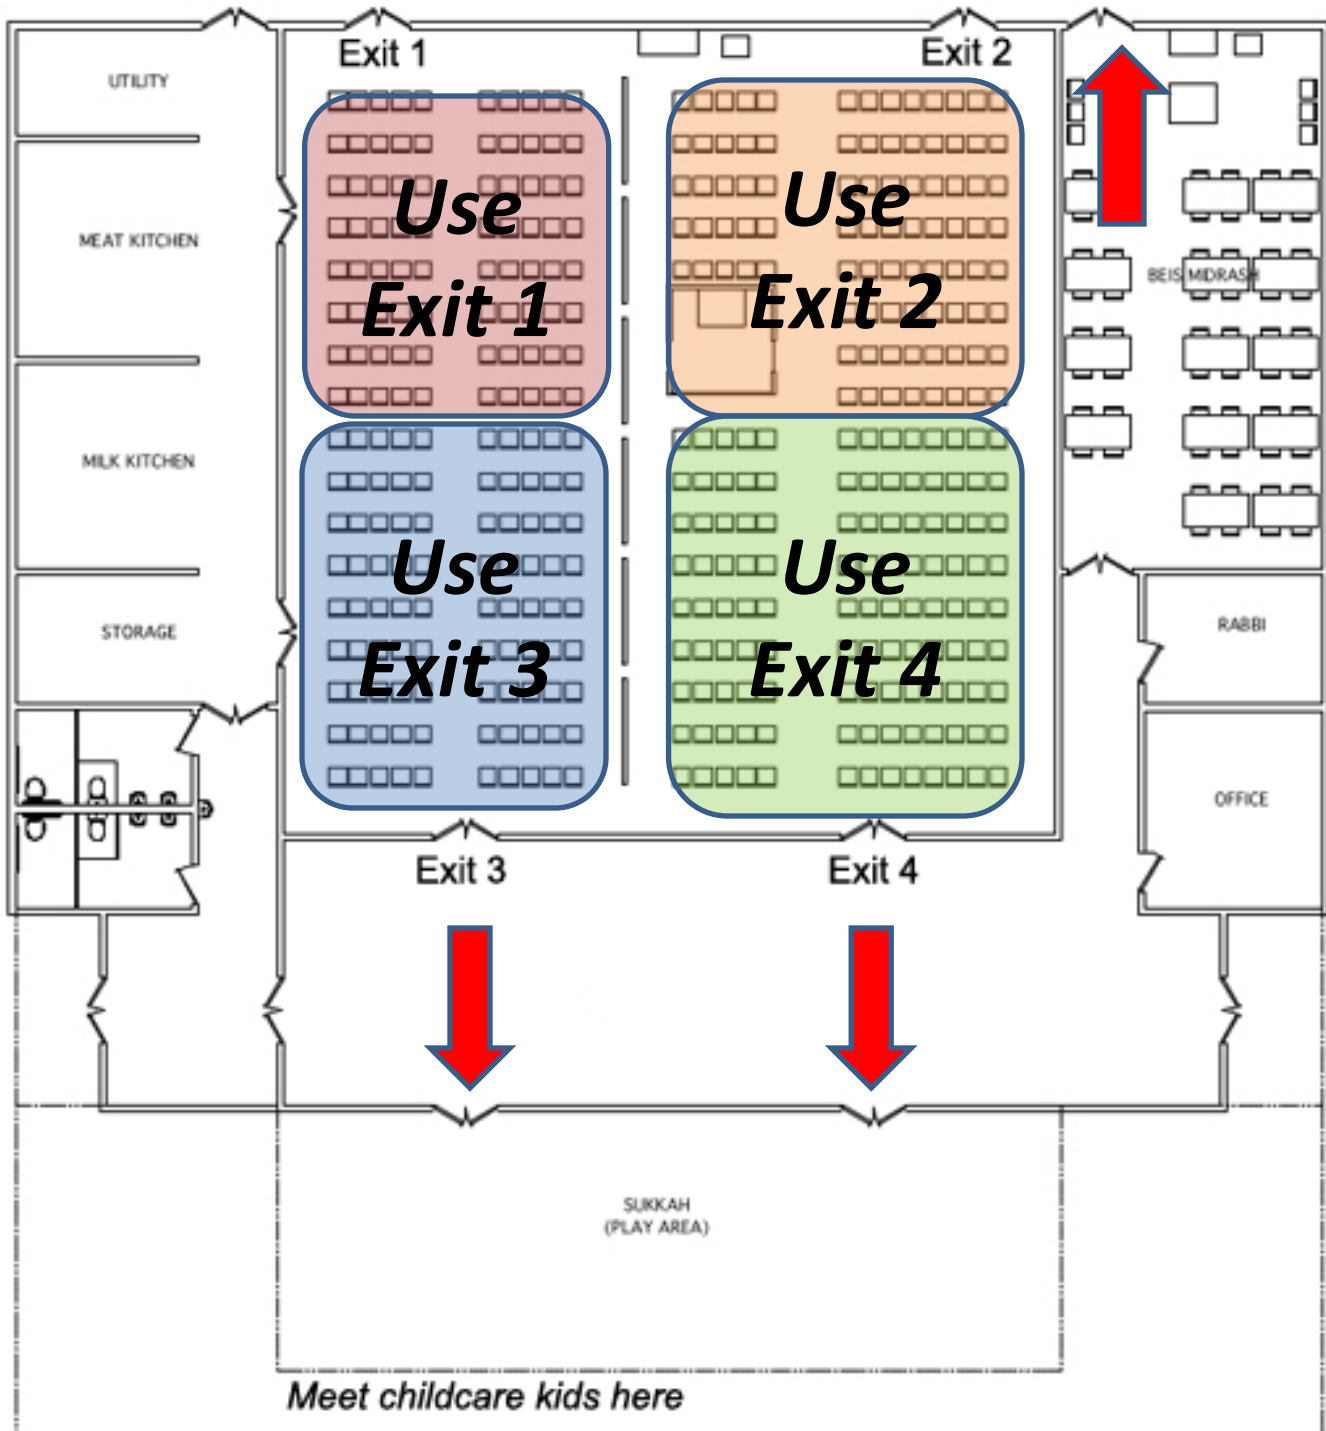 Exit 1
Exit 2
UTILITY
Use
Exit 1
Use
Exit 2
MEAT KITCHEN
BEIS MIDRASH
MILK KITCHEN
Use
Exit 3
Use
Exit 4
STORAGE
RABBI
OFFICE
Exit 3
Exit 4
SUKKAH
(PLAY AREA)
Meet childcare kids here